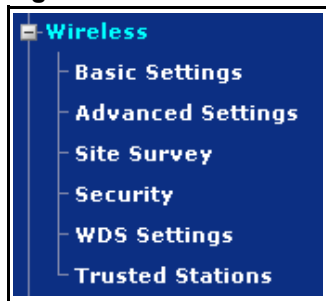 Wireless
Basic Settings
Advanced Settings
Site Survey
Security
WDS Settings
Trusted Stations